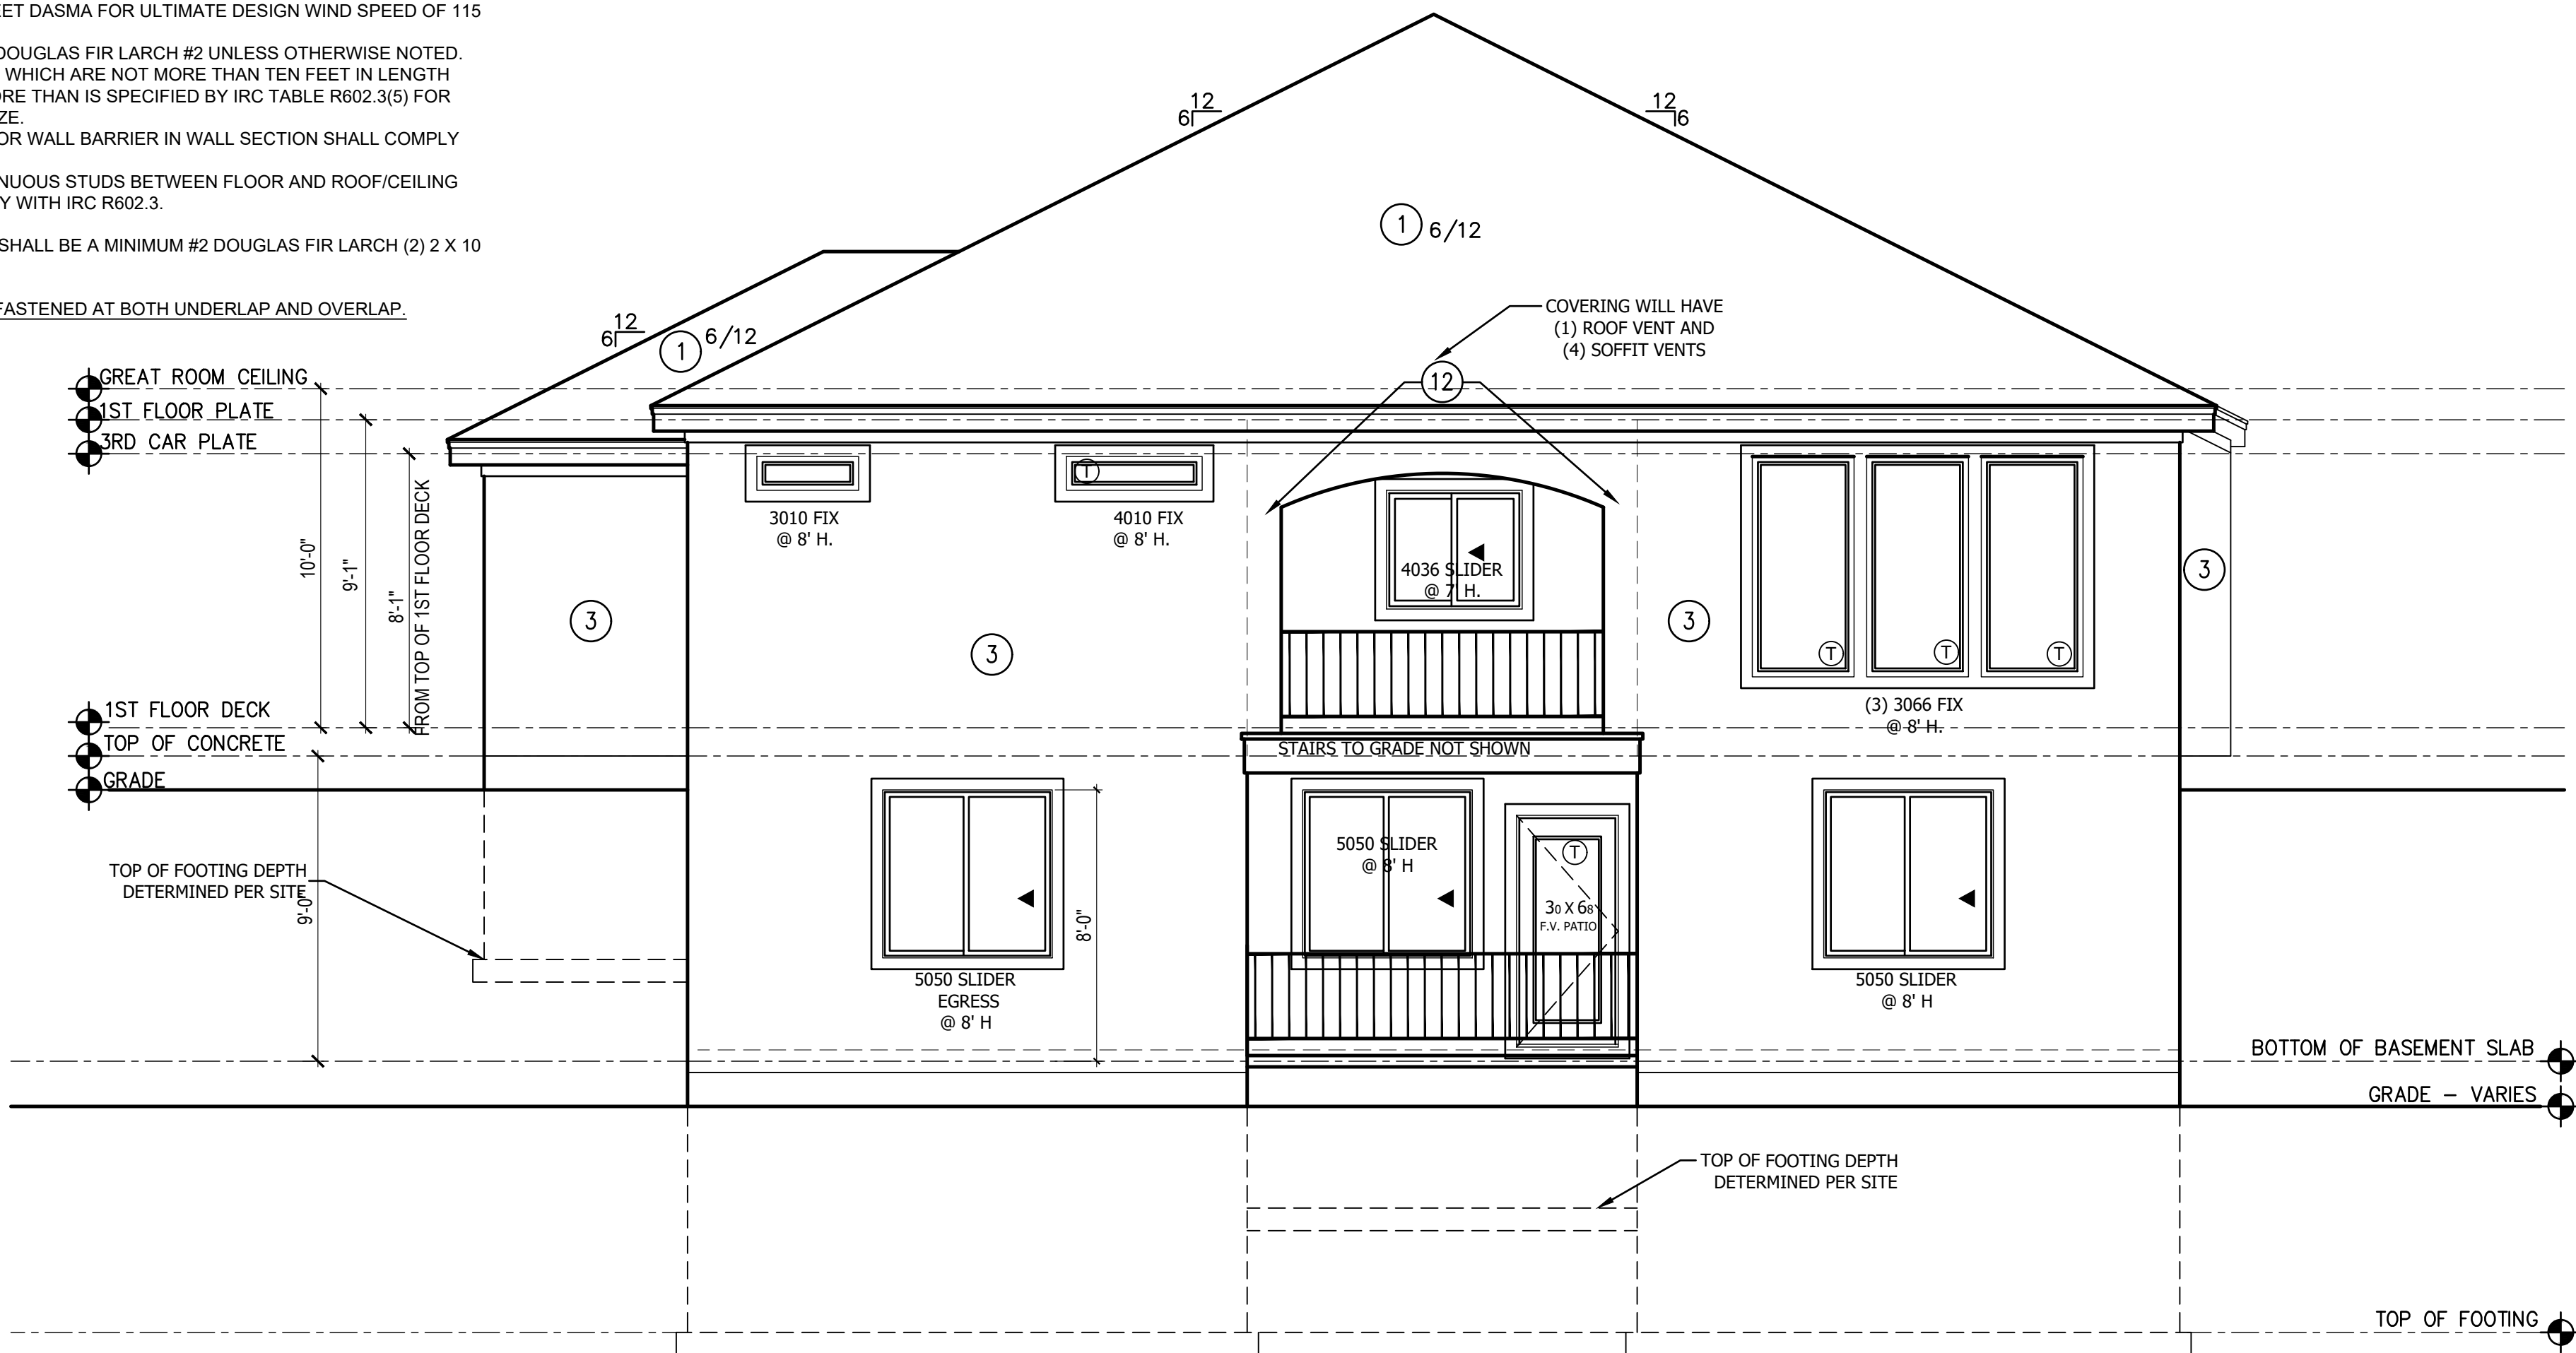 EET DASMA FOR ULTIMATE DESIGN WIND SPEED OF 115
DOUGLAS FIR LARCH #2 UNLESS OTHERWISE NOTED.
WHICH ARE NOT MORE THAN TEN FEET IN LENGTH
ORE THAN IS SPECIFIED BY IRC TABLE R602.3(5) FOR
ZE.
OR WALL BARRIER IN WALL SECTION SHALL COMPLY
NUOUS STUDS BETWEEN FLOOR AND ROOF/CEILING
Y WITH IRC R602.3.
SHALL BE A MINIMUM #2 DOUGLAS FIR LARCH (2) 2 X 10
FASTENED AT BOTH UNDERLAP AND OVERLAP.
12
6
12
6
1 6/12
COVERING WILL HAVE
(1) ROOF VENT AND
(4) SOFFIT VENTS
12
6
1 6/12
12
GREAT ROOM CEILING
1ST FLOOR PLATE
3RD CAR PLATE
10'-0"
9'-1"
8'-1"
FROM TOP OF 1ST FLOOR DECK
T
3010 FIX
@ 8' H.
4010 FIX
@ 8' H.
4036 SLIDER
@ 7' H.
3
3
3
3
T
T
T
(3) 3066 FIX
@ 8' H.
1ST FLOOR DECK
TOP OF CONCRETE
GRADE
STAIRS TO GRADE NOT SHOWN
TOP OF FOOTING DEPTH
DETERMINED PER SITE
9'-0"
8'-0"
5050 SLIDER
EGRESS
@ 8' H
5050 SLIDER
@ 8' H
T
30 X 68
F.V. PATIO
5050 SLIDER
@ 8' H
BOTTOM OF BASEMENT SLAB
GRADE - VARIES
TOP OF FOOTING DEPTH
DETERMINED PER SITE
TOP OF FOOTING